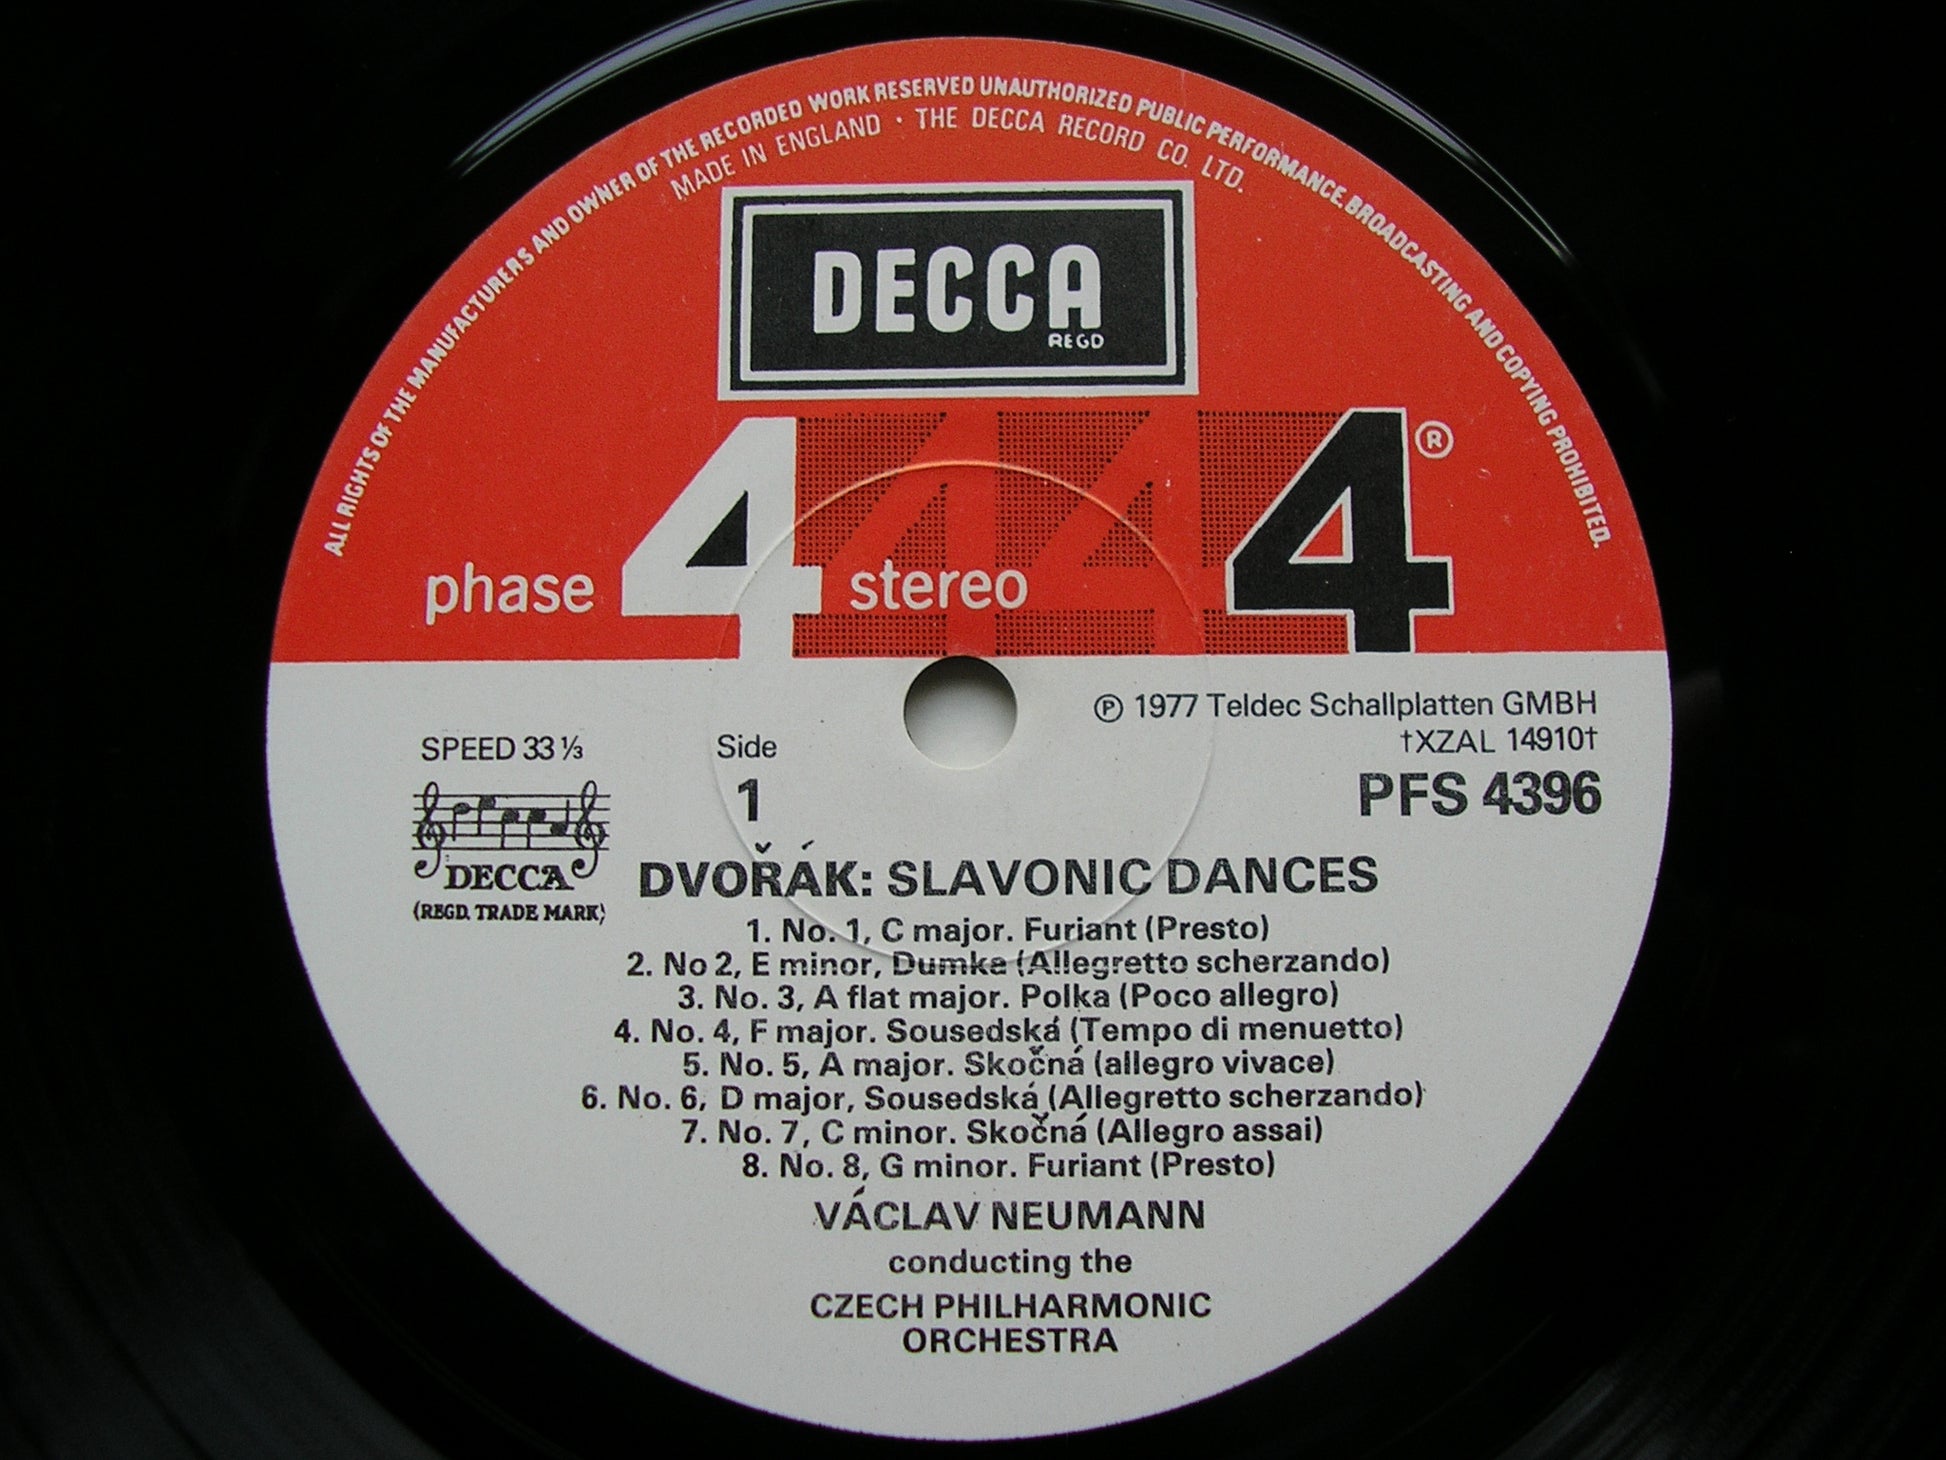 ALL RIGHTS OF THE MANUFACTURERS AND OWNER OF THE RECORDED WORK RESERVED UNAUTHORIZED PUBLIC PERFORMANCE, BROADCASTING AND COPYING PROHIBITED.
MADE IN ENGLAND · THE DECCA RECORD CO. LTD.
DECCA
REGD
phase 4 stereo 4 4 4 ®
℗ 1977 Teldec Schallplatten GMBH
SPEED 33 ⅓
Side
†XZAL 14910†
1
PFS 4396
DECCA
(REGD. TRADE MARK)
DVOŘÁK: SLAVONIC DANCES
1. No. 1, C major. Furiant (Presto)
2. No 2, E minor, Dumka (Allegretto scherzando)
3. No. 3, A flat major. Polka (Poco allegro)
4. No. 4, F major. Sousedská (Tempo di menuetto)
5. No. 5, A major. Skočná (allegro vivace)
6. No. 6, D major, Sousedská (Allegretto scherzando)
7. No. 7, C minor. Skočná (Allegro assai)
8. No. 8, G minor. Furiant (Presto)
VÁCLAV NEUMANN
conducting the
CZECH PHILHARMONIC
ORCHESTRA